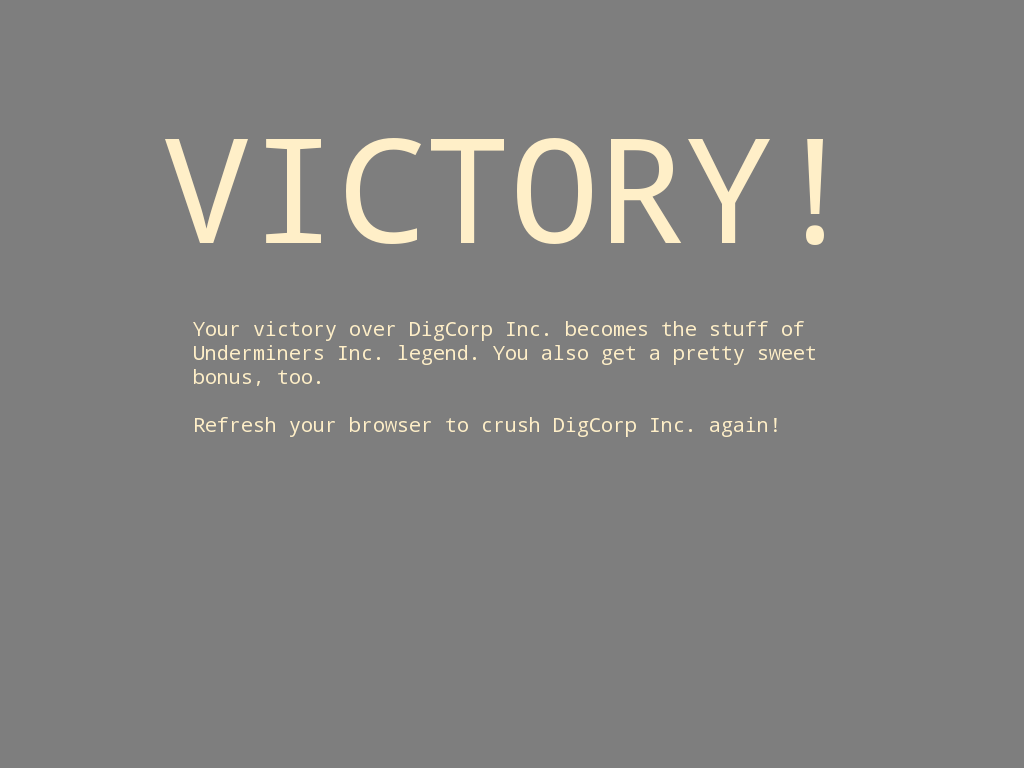 VICTORY!
Your victory over DigCorp Inc. becomes the stuff of
Underminers Inc. legend. You also get a pretty sweet
bonus, too.
Refresh your browser to crush DigCorp Inc. again!